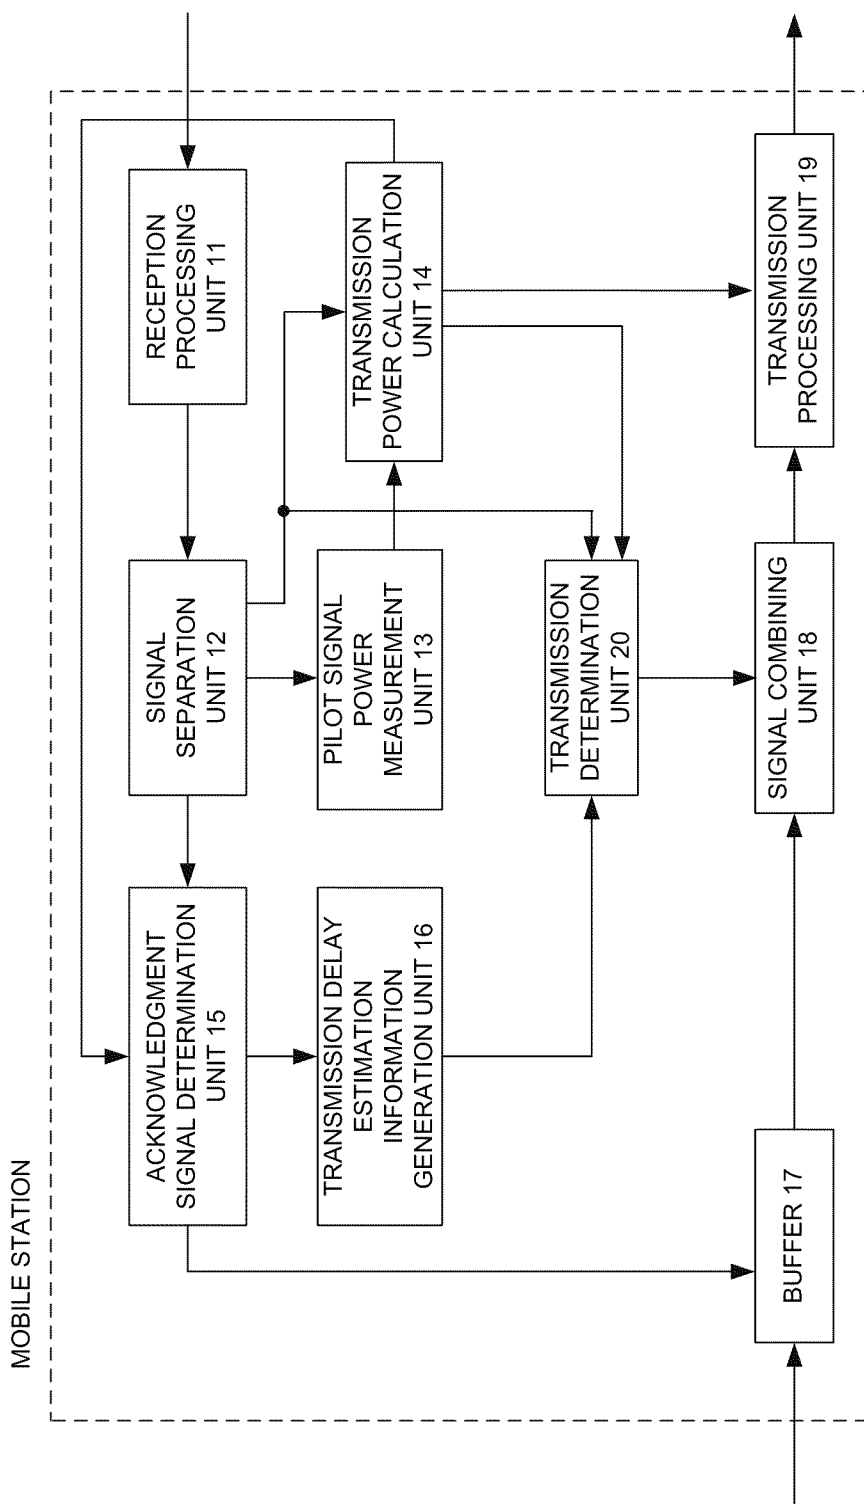 MOBILE STATION
ACKNOWLEDGMENT
SIGNAL DETERMINATION
UNIT 15
SIGNAL
SEPARATION
UNIT 12
RECEPTION
PROCESSING
UNIT 11
TRANSMISSION DELAY
ESTIMATION
INFORMATION
GENERATION UNIT 16
PILOT SIGNAL
POWER
MEASUREMENT
UNIT 13
TRANSMISSION
POWER CALCULATION
UNIT 14
TRANSMISSION
DETERMINATION
UNIT 20
BUFFER 17
SIGNAL COMBINING
UNIT 18
TRANSMISSION
PROCESSING UNIT 19